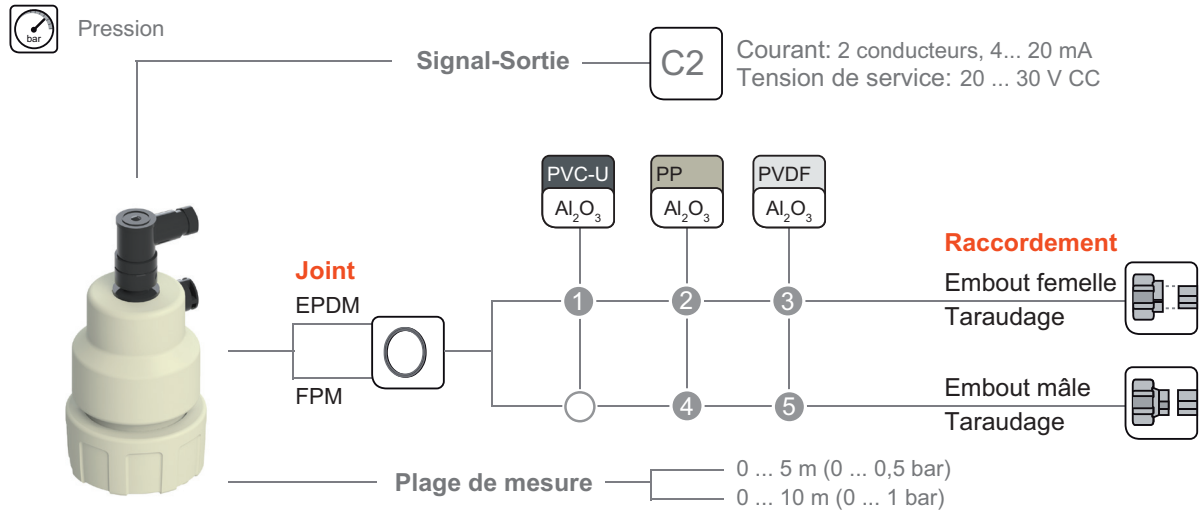 bar
Pression
Signal-Sortie
C2
Courant: 2 conducteurs, 4... 20 mA
Tension de service: 20 ... 30 V CC
PVC-U
Al₂O₃
PP
Al₂O₃
PVDF
Al₂O₃
Joint
EPDM
FPM
1
2
3
4
5
Raccordement
Embout femelle
Taraudage
Embout mâle
Taraudage
Plage de mesure
0 ... 5 m (0 ... 0,5 bar)
0 ... 10 m (0 ... 1 bar)